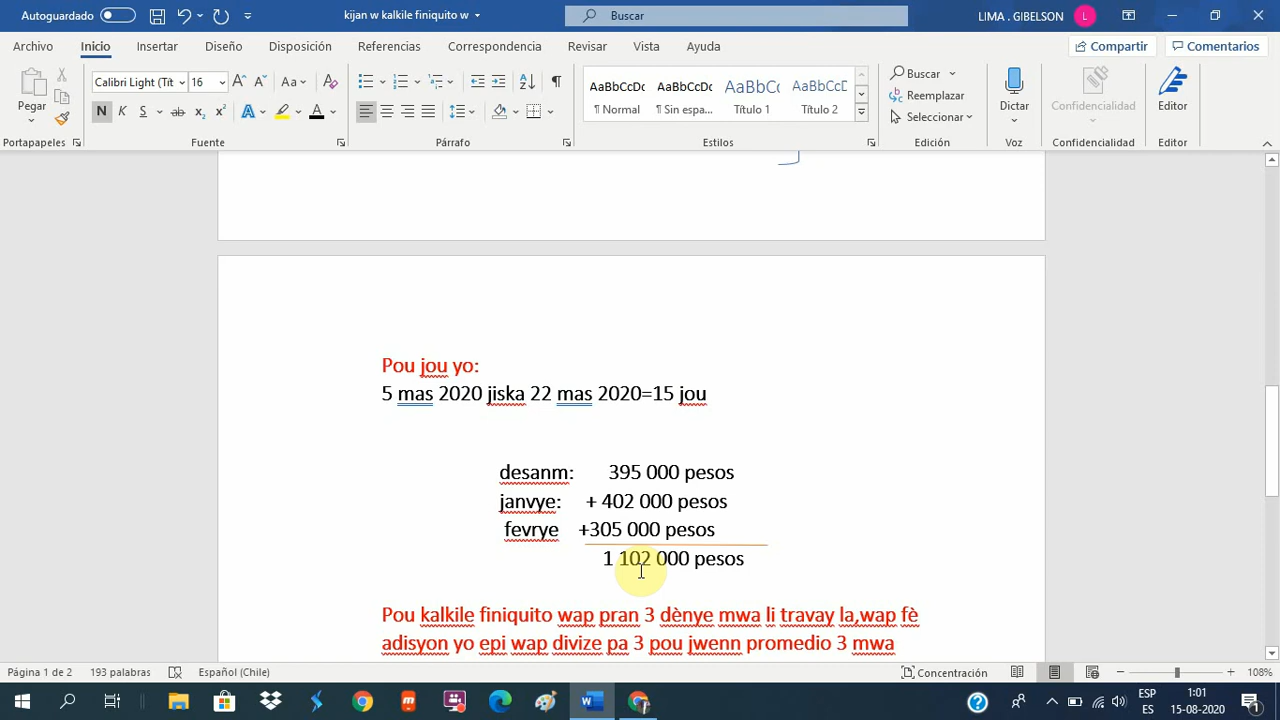 Autoguardado
kijan w kalkile finiquito w
Buscar
LIMA . GIBELSON
L
Archivo
Inicio
Insertar
Diseño
Disposición
Referencias
Correspondencia
Revisar
Vista
Ayuda
Compartir
Comentarios
Pegar
Calibri Light (Tít
16
N K S ab x₂ x²
AaBbCcDc
¶ Normal
AaBbCcDc
¶ Sin espa...
AaBbCc
Título 1
AaBbCcD
Título 2
Buscar
Reemplazar
Seleccionar
Dictar
Confidencialidad
Editor
Portapapeles
Fuente
Párrafo
Estilos
Edición
Voz
Confidencialidad
Editor
Pou jou yo:
5 mas 2020 jiska 22 mas 2020=15 jou
desanm: 395 000 pesos
janvye: + 402 000 pesos
fevrye +305 000 pesos
1 102 000 pesos
Pou kalkile finiquito wap pran 3 dènye mwa li travay la,wap fè
adisyon yo epi wap divize pa 3 pou jwenn promedio 3 mwa
Página 1 de 2
193 palabras
Español (Chile)
Concentración
108%
ESP
ES
1:01
15-08-2020